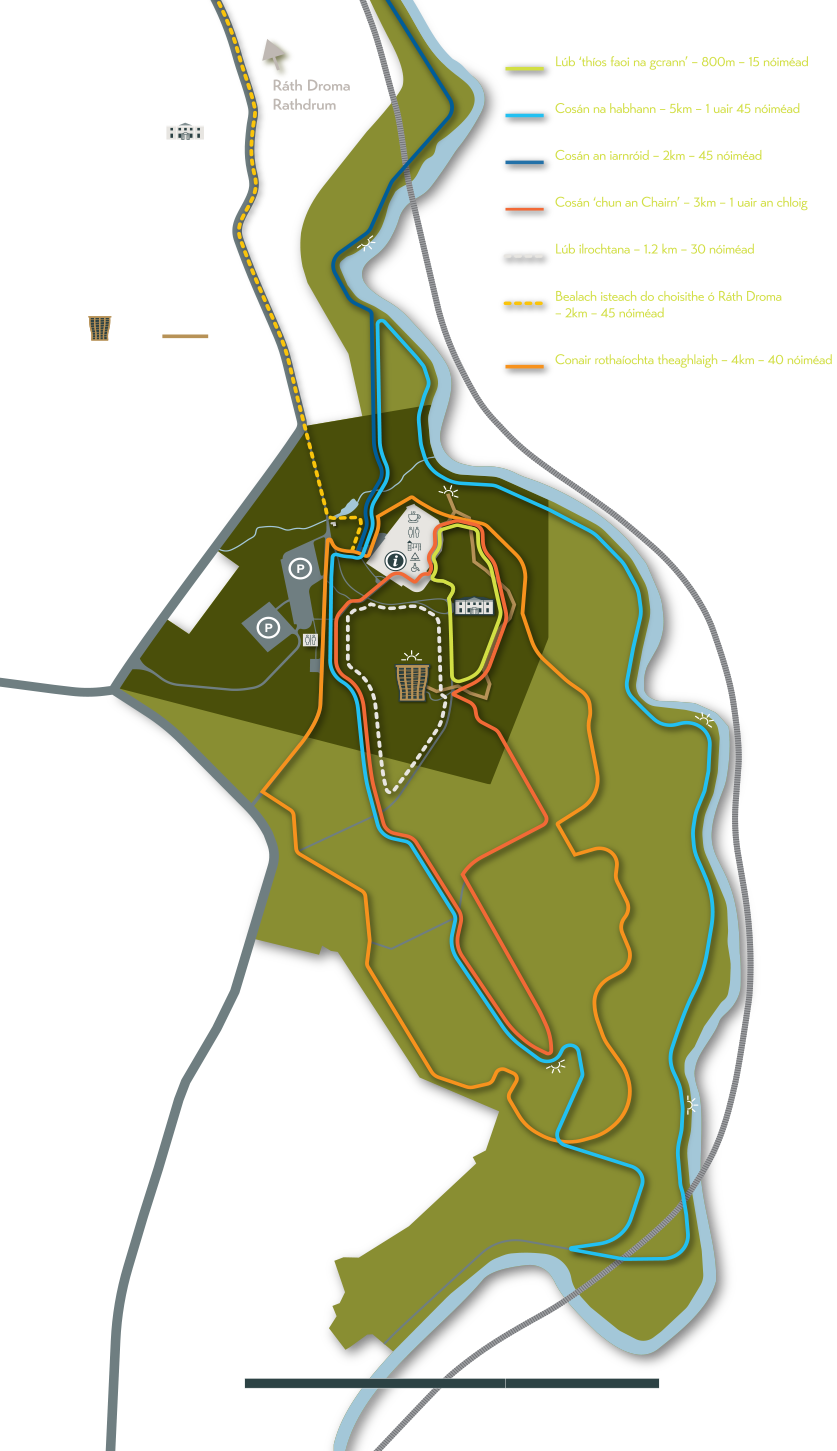 Lúb ‘thíos faoi na gcrann’ – 800m – 15 nóiméad
Ráth Droma
Rathdrum
Cosán na habhann – 5km – 1 uair 45 nóiméad
Cosán an iarnróid – 2km – 45 nóiméad
Cosán ‘chun an Chairn’ – 3km – 1 uair an chloig
Lúb ilrochtana – 1.2 km – 30 nóiméad
Bealach isteach do choisithe ó Ráth Droma
– 2km – 45 nóiméad
Conair rothaíochta theaghlaigh – 4km – 40 nóiméad
i
P
P